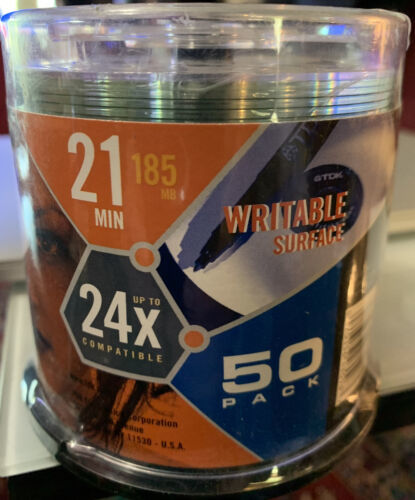 21
MIN
185
MB
TDK
WRITABLE
SURFACE
UP TO
24X
COMPATIBLE
50
PACK
Corporation
11530 - U.S.A.